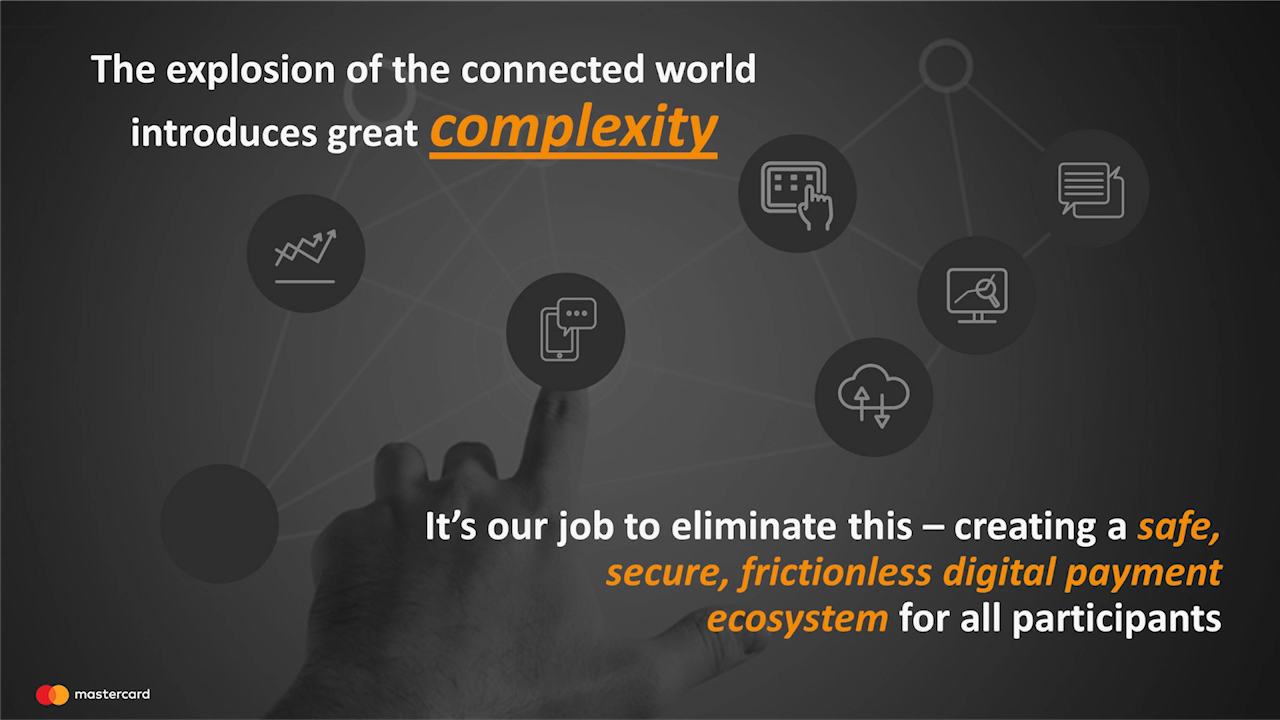 The explosion of the connected world
introduces great complexity
It’s our job to eliminate this – creating a safe,
secure, frictionless digital payment
ecosystem for all participants
mastercard